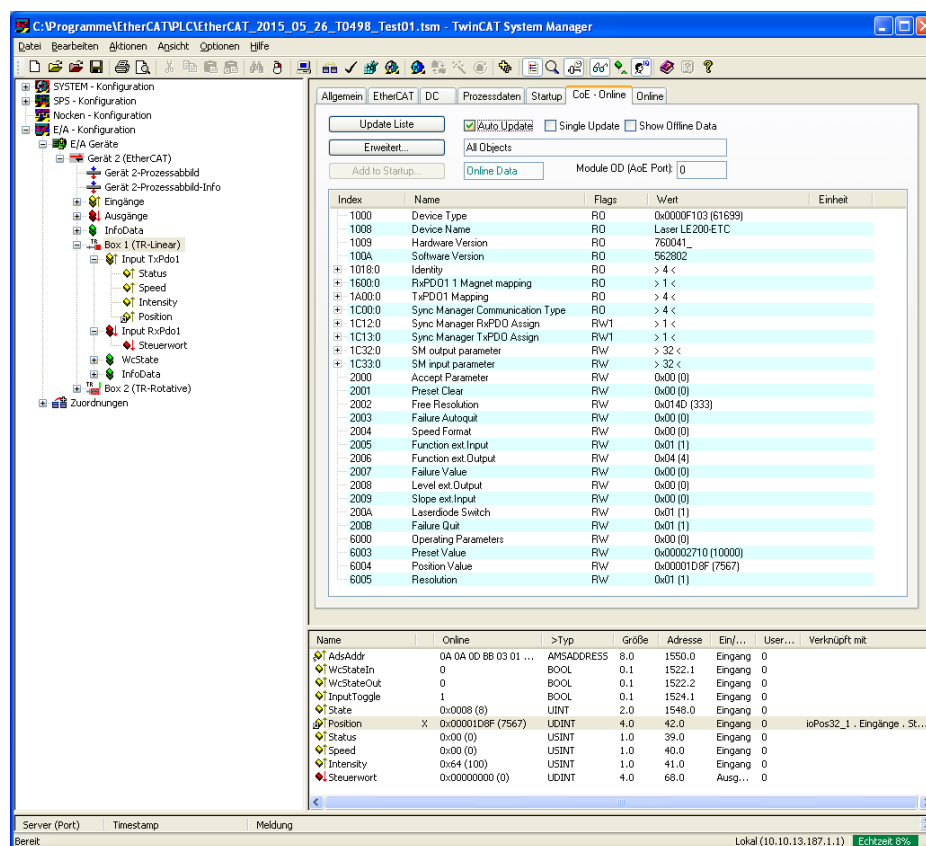 C:\Programme\EtherCAT\PLC\EtherCAT_2015_05_26_T0498_Test01.tsm - TwinCAT System Manager
Datei Bearbeiten Aktionen Ansicht Optionen Hilfe
SYSTEM - Konfiguration
SPS - Konfiguration
Nocken - Konfiguration
E/A - Konfiguration
E/A Geräte
Gerät 2 (EtherCAT)
Gerät 2-Prozessabbild
Gerät 2-Prozessabbild-Info
Eingänge
Ausgänge
InfoData
Box 1 (TR-Linear)
Input TxPdo1
Status
Speed
Intensity
Position
Input RxPdo1
Steuerwort
WcState
InfoData
Box 2 (TR-Rotative)
Zuordnungen
Allgemein EtherCAT DC Prozessdaten Startup CoE - Online Online
Update Liste Auto Update Single Update Show Offline Data
Erweitert... All Objects
Add to Startup... Online Data Module OD (AoE Port): 0
Index Name Flags Wert Einheit
1000 Device Type RO 0x0000F103 (61699)
1008 Device Name RO Laser LE200-ETC
1009 Hardware Version RO 760041_
100A Software Version RO 562802
1018:0 Identity RO > 4 <
1600:0 RxPDO1 1 Magnet mapping RO > 1 <
1A00:0 TxPDO1 Mapping RO > 4 <
1C00:0 Sync Manager Communication Type RO > 4 <
1C12:0 Sync Manager RxPDO Assign RW1 > 1 <
1C13:0 Sync Manager TxPDO Assign RW1 > 1 <
1C32:0 SM output parameter RW > 32 <
1C33:0 SM input parameter RW > 32 <
2000 Accept Parameter RW 0x00 (0)
2001 Preset Clear RW 0x00 (0)
2002 Free Resolution RW 0x014D (333)
2003 Failure Autoquit RW 0x00 (0)
2004 Speed Format RW 0x00 (0)
2005 Function ext.Input RW 0x01 (1)
2006 Function ext.Output RW 0x04 (4)
2007 Failure Value RW 0x00 (0)
2008 Level ext.Output RW 0x00 (0)
2009 Slope ext.Input RW 0x00 (0)
200A Laserdiode Switch RW 0x01 (1)
200B Failure Quit RW 0x01 (1)
6000 Operating Parameters RW 0x00 (0)
6003 Preset Value RW 0x00002710 (10000)
6004 Position Value RW 0x00001D8F (7567)
6005 Resolution RW 0x01 (1)
Name Online >Typ Größe Adresse Ein/... User... Verknüpft mit
AdsAddr 0A 0A 0D BB 03 01 ... AMSADDRESS 8.0 1550.0 Eingang 0
WcStateIn 0 BOOL 0.1 1522.1 Eingang 0
WcStateOut 0 BOOL 0.1 1522.2 Eingang 0
InputToggle 1 BOOL 0.1 1524.1 Eingang 0
State 0x0008 (8) UINT 2.0 1548.0 Eingang 0
Position X 0x00001D8F (7567) UDINT 4.0 42.0 Eingang 0 ioPos32_1 . Eingänge . St...
Status 0x00 (0) USINT 1.0 39.0 Eingang 0
Speed 0x00 (0) USINT 1.0 40.0 Eingang 0
Intensity 0x64 (100) USINT 1.0 41.0 Eingang 0
Steuerwort 0x00000000 (0) UDINT 4.0 68.0 Ausg... 0
Server (Port) Timestamp Meldung
Bereit Lokal (10.10.13.187.1.1) Echtzeit 8%